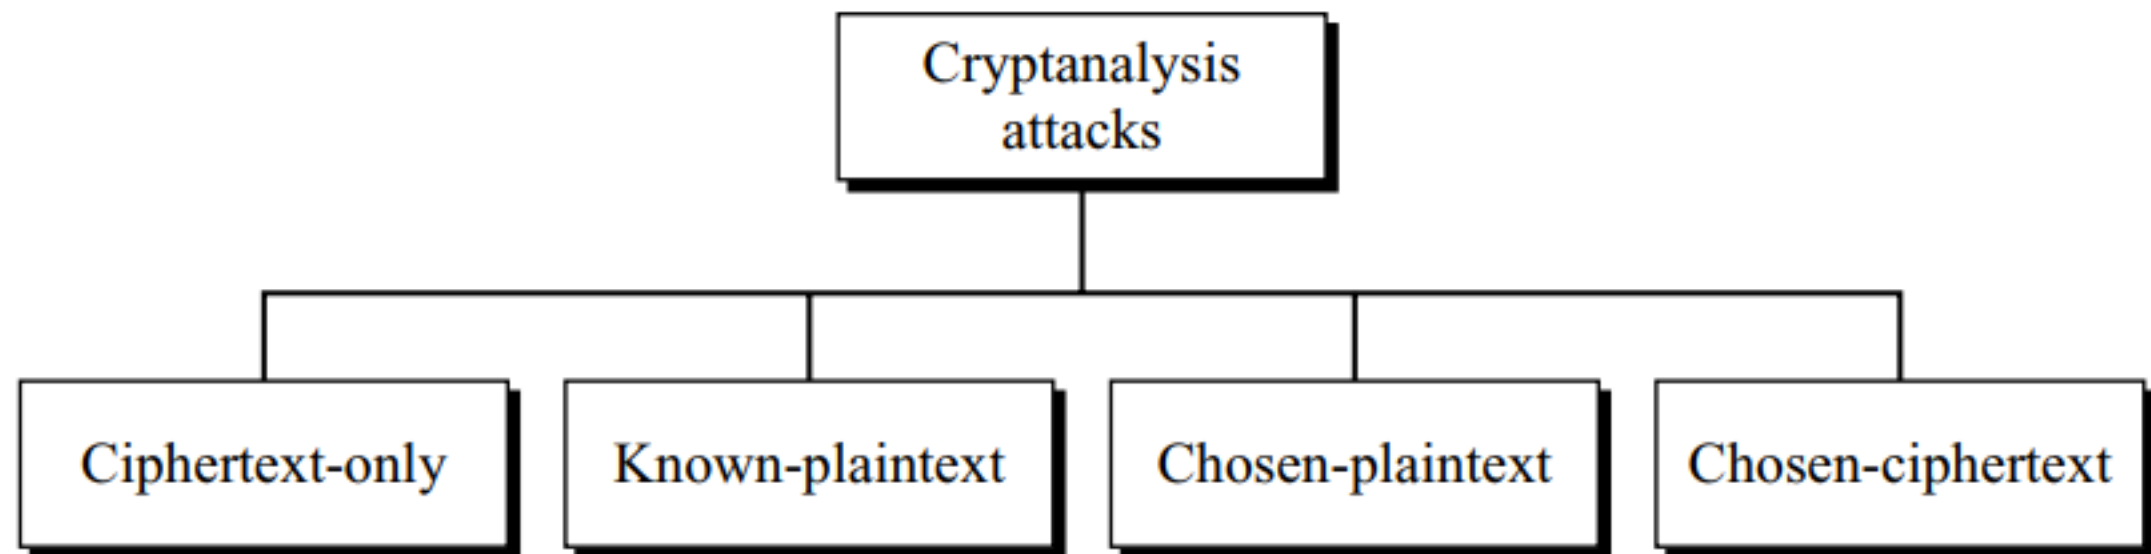 Cryptanalysis
attacks
Ciphertext-only
Known-plaintext
Chosen-plaintext
Chosen-ciphertext